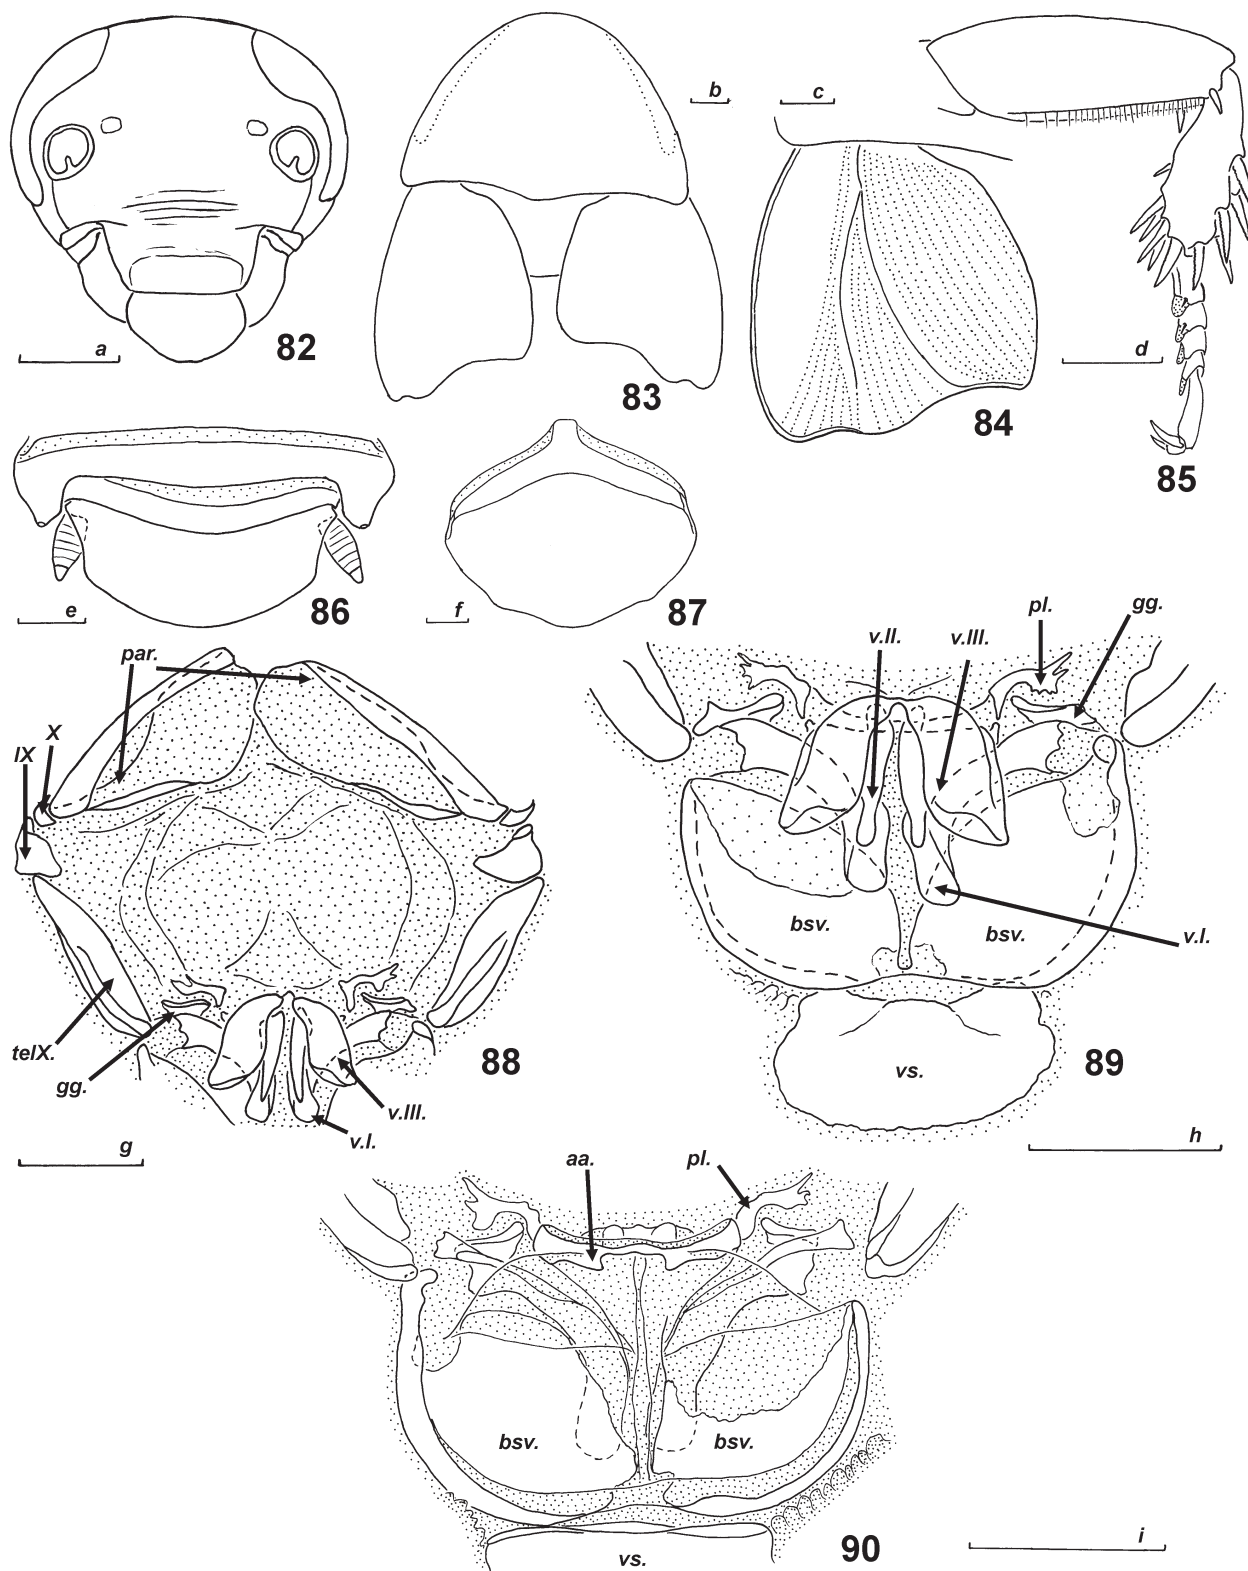 b
c
a
82
83
84
d
85
e
86
f
87
par.
X
IX
telX.
gg.
v.III.
v.I.
88
g
v.II.
v.III.
pl.
gg.
bsv.
bsv.
v.I.
vs.
89
h
aa.
pl.
bsv.
bsv.
vs.
90
i